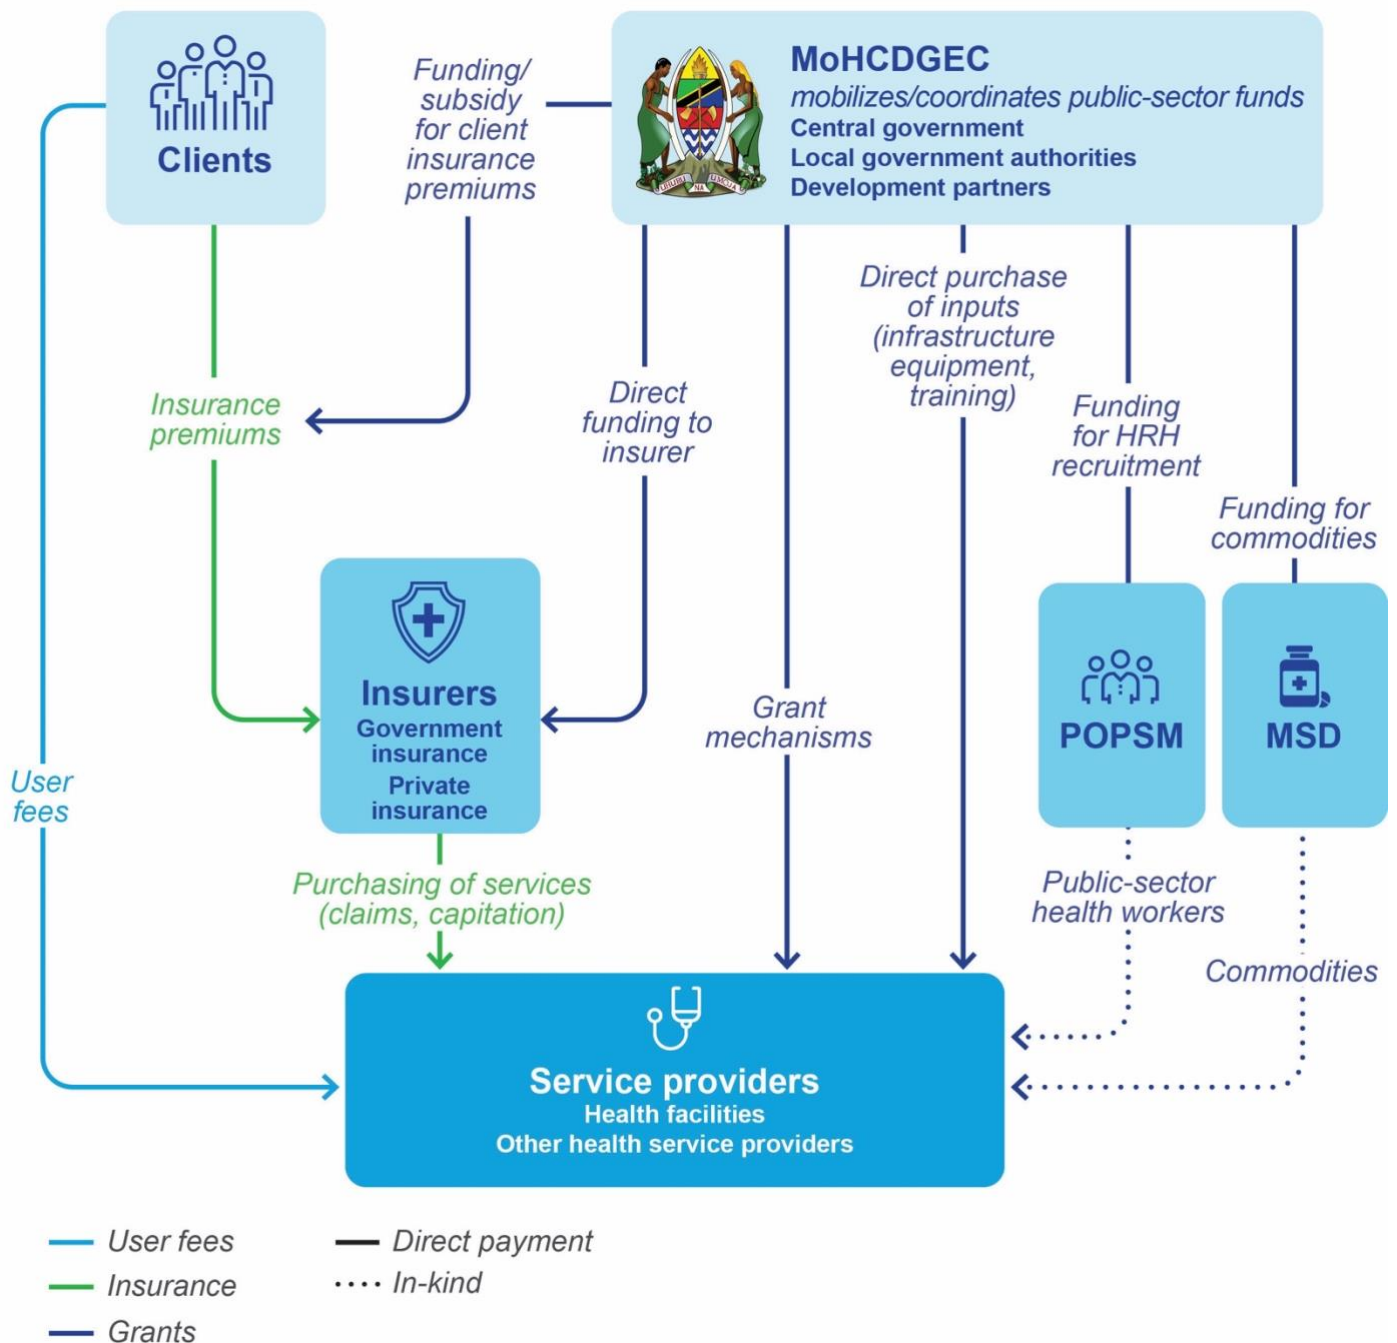 Clients
Funding/
subsidy
for client
insurance
premiums
MoHCDGEC
mobilizes/coordinates public-sector funds
Central government
Local government authorities
Development partners
UHURU NA UMOJA
Insurance
premiums
Direct
funding to
insurer
Direct purchase
of inputs
(infrastructure
equipment,
training)
Funding
for HRH
recruitment
Funding for
commodities
Insurers
Government
insurance
Private
insurance
Grant
mechanisms
POPSM
MSD
User
fees
Purchasing of services
(claims, capitation)
Public-sector
health workers
Commodities
Service providers
Health facilities
Other health service providers
User fees
Direct payment
Insurance
In-kind
Grants